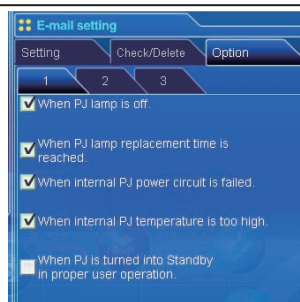 E-mail setting
Setting Check/Delete Option
1 2 3
When PJ lamp is off.
When PJ lamp replacement time is
reached.
When internal PJ power circuit is failed.
When internal PJ temperature is too high.
When PJ is turned into Standby
in proper user operation.